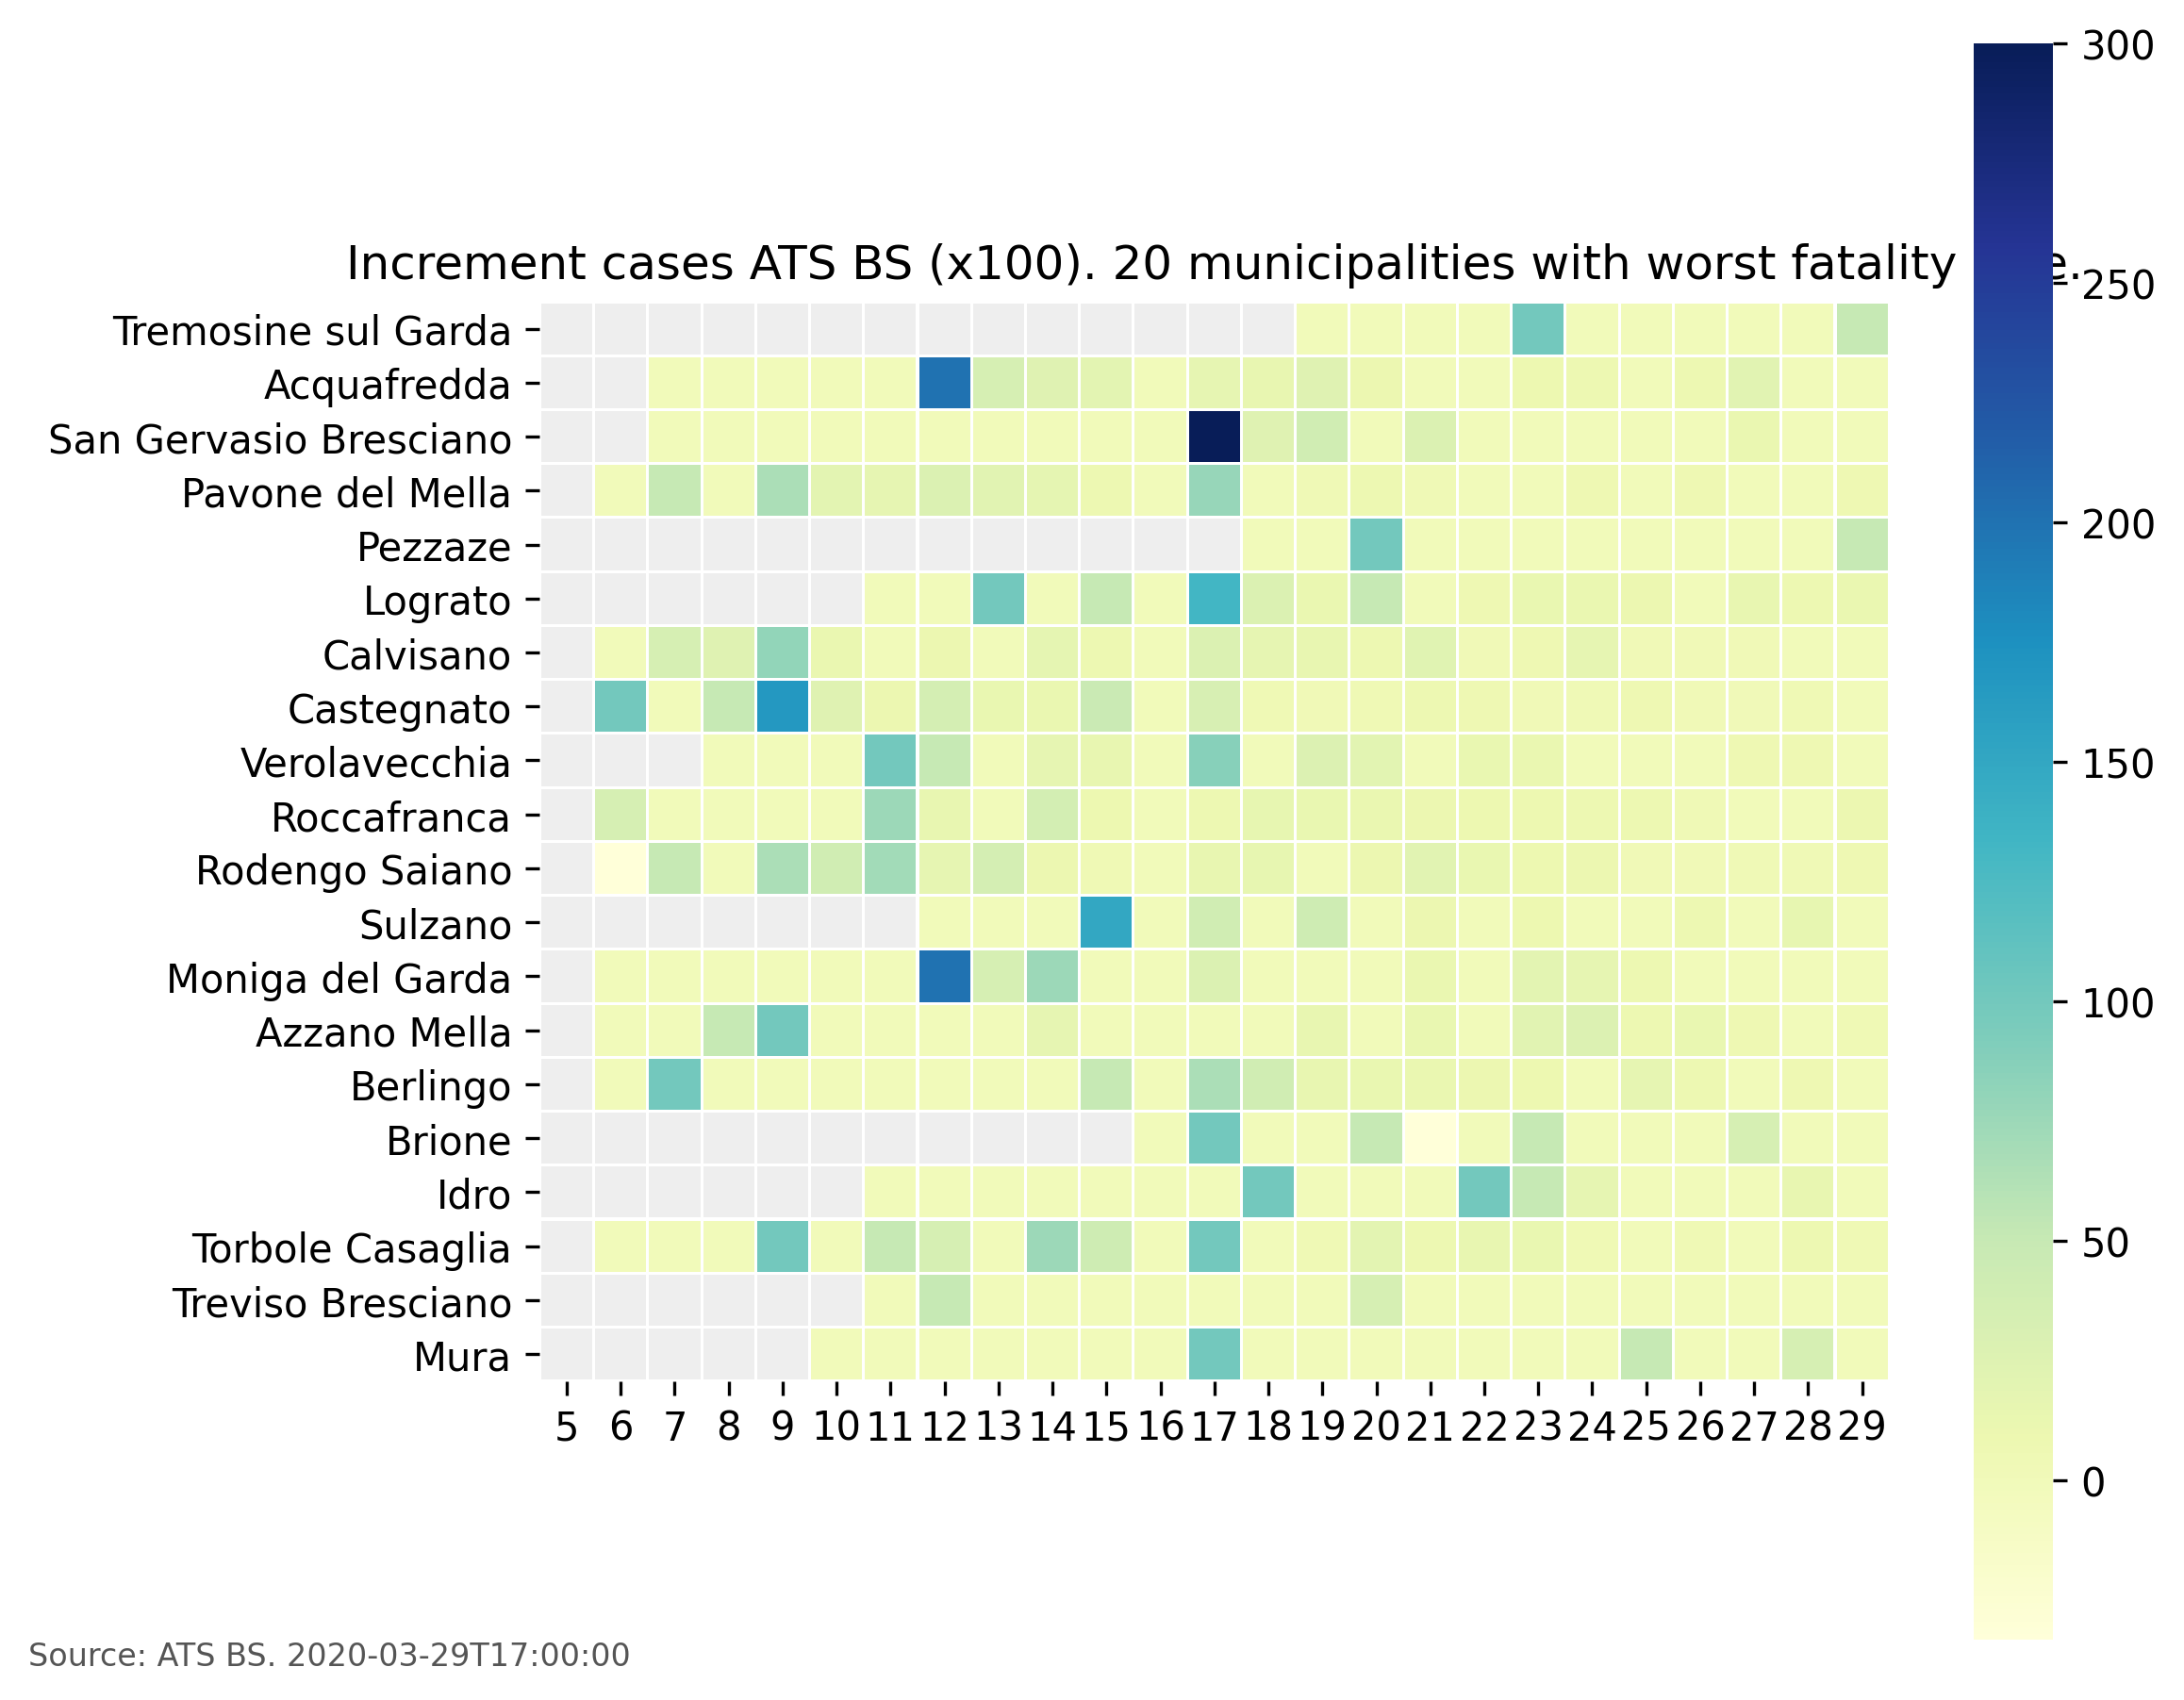 Increment cases ATS BS (x100). 20 municipalities with worst fatality
Tremosine sul Garda
Acquafredda
San Gervasio Bresciano
Pavone del Mella
Pezzaze
Lograto
Calvisano
Castegnato
Verolavecchia
Roccafranca
Rodengo Saiano
Sulzano
Moniga del Garda
Azzano Mella
Berlingo
Brione
Idro
Torbole Casaglia
Treviso Bresciano
Mura
5 6 7 8 9 10 11 12 13 14 15 16 17 18 19 20 21 22 23 24 25 26 27 28 29
300
250
200
150
100
50
0
Source: ATS BS. 2020-03-29T17:00:00